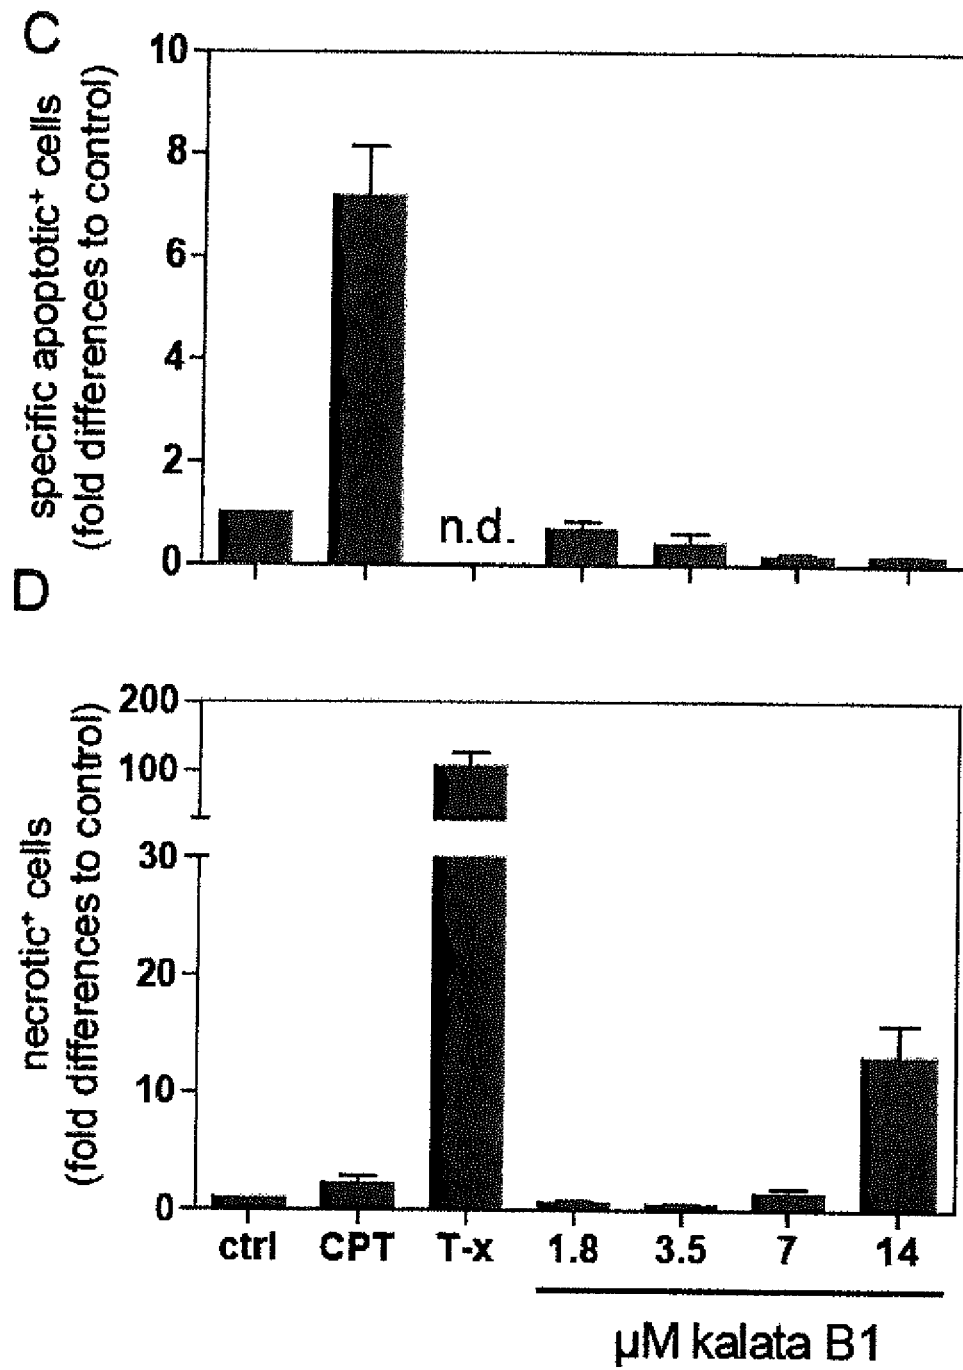 C
specific apoptotic⁺ cells
(fold differences to control)
10
8
6
4
2
0
n.d.
D
necrotic⁺ cells
(fold differences to control)
200
100
30
20
10
0
ctrl CPT T-x 1.8 3.5 7 14
µM kalata B1